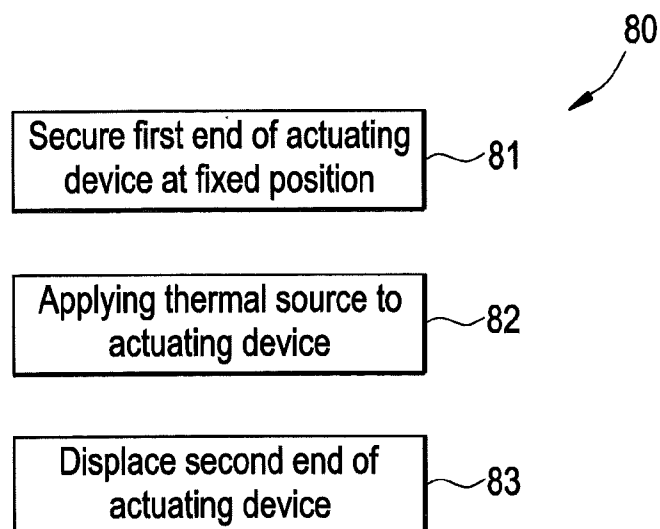 80
Secure first end of actuating
device at fixed position
81
Applying thermal source to
actuating device
82
Displace second end of
actuating device
83